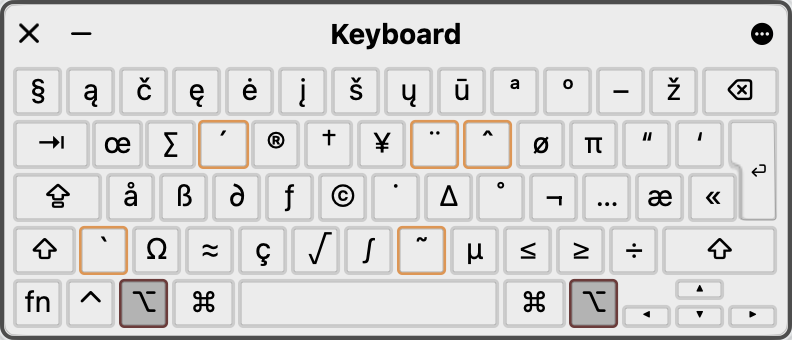 Keyboard
§ ą č ę ė į š ų ū ª º – ž
œ ∑ ´ ® † ¥ ¨ ˆ ø π “ ‘
å ß ∂ ƒ © ˙ ∆ ˚ ¬ … æ «
` Ω ≈ ç √ ∫ ˜ µ ≤ ≥ ÷
fn ⌃ ⌥ ⌘ ⌘ ⌥